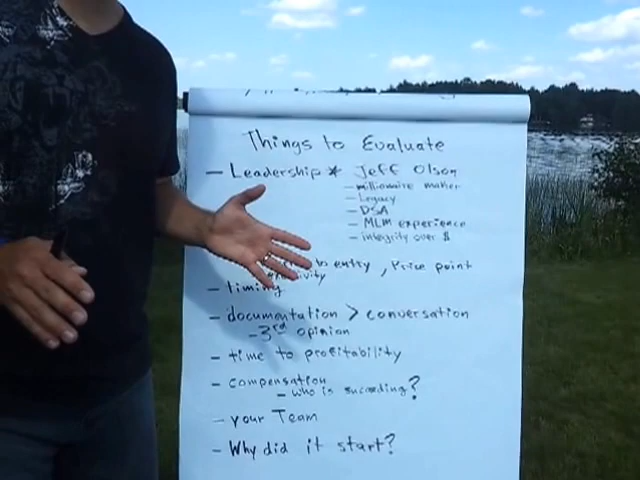 Things to Evaluate
- Leadership * Jeff Olson
- millionaire maker
- Legacy
- DSA
- MLM experience
- integrity over $
to entry, Price point
- timing
- documentation > conversation
- 3rd opinion
- time to profitability
- compensation
- who is succeeding?
- your Team
- Why did it start?